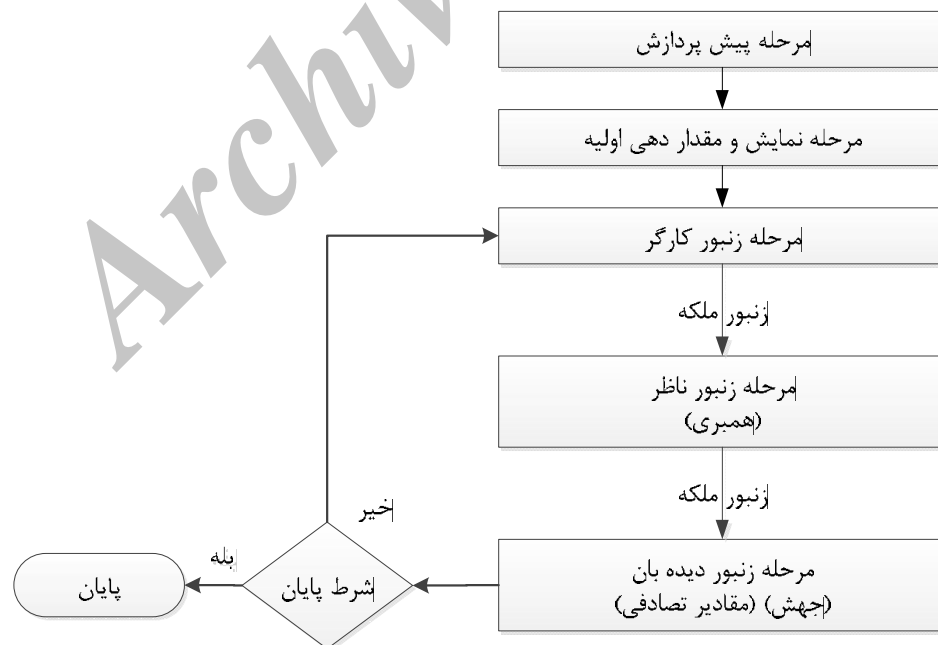 مرحله پیش پردازش
مرحله نمایش و مقدار دهی اولیه
مرحله زنبور کارگر
زنبور ملکه
مرحله زنبور ناظر
(همبری)
زنبور ملکه
مرحله زنبور دیده بان
(جهش) (مقادیر تصادفی)
شرط پایان
خیر
بله
پایان
Archiv